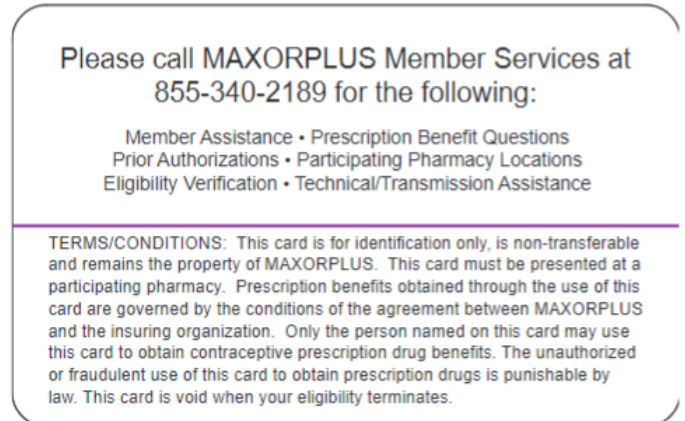 Please call MAXORPLUS Member Services at
855-340-2189 for the following:
Member Assistance • Prescription Benefit Questions
Prior Authorizations • Participating Pharmacy Locations
Eligibility Verification • Technical/Transmission Assistance
TERMS/CONDITIONS:  This card is for identification only, is non-transferable
and remains the property of MAXORPLUS.  This card must be presented at a
participating pharmacy.  Prescription benefits obtained through the use of this
card are governed by the conditions of the agreement between MAXORPLUS
and the insuring organization.  Only the person named on this card may use
this card to obtain contraceptive prescription drug benefits. The unauthorized
or fraudulent use of this card to obtain prescription drugs is punishable by
law. This card is void when your eligibility terminates.